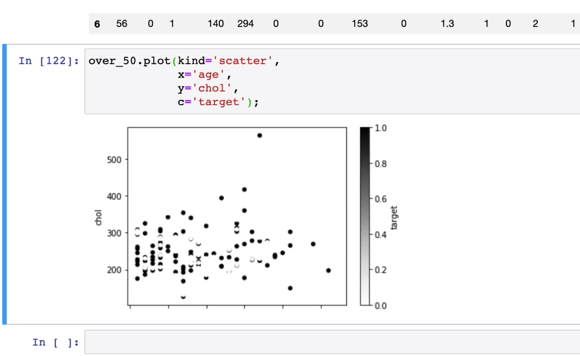 6 56 0 1 140 294 0 0 153 0 1.3 1 0 2 1
In [122]: over_50.plot(kind='scatter',
x='age',
y='chol',
c='target');
500
400
300
200
chol
1.0
0.8
0.6
0.4
0.2
0.0
target
In [ ]: